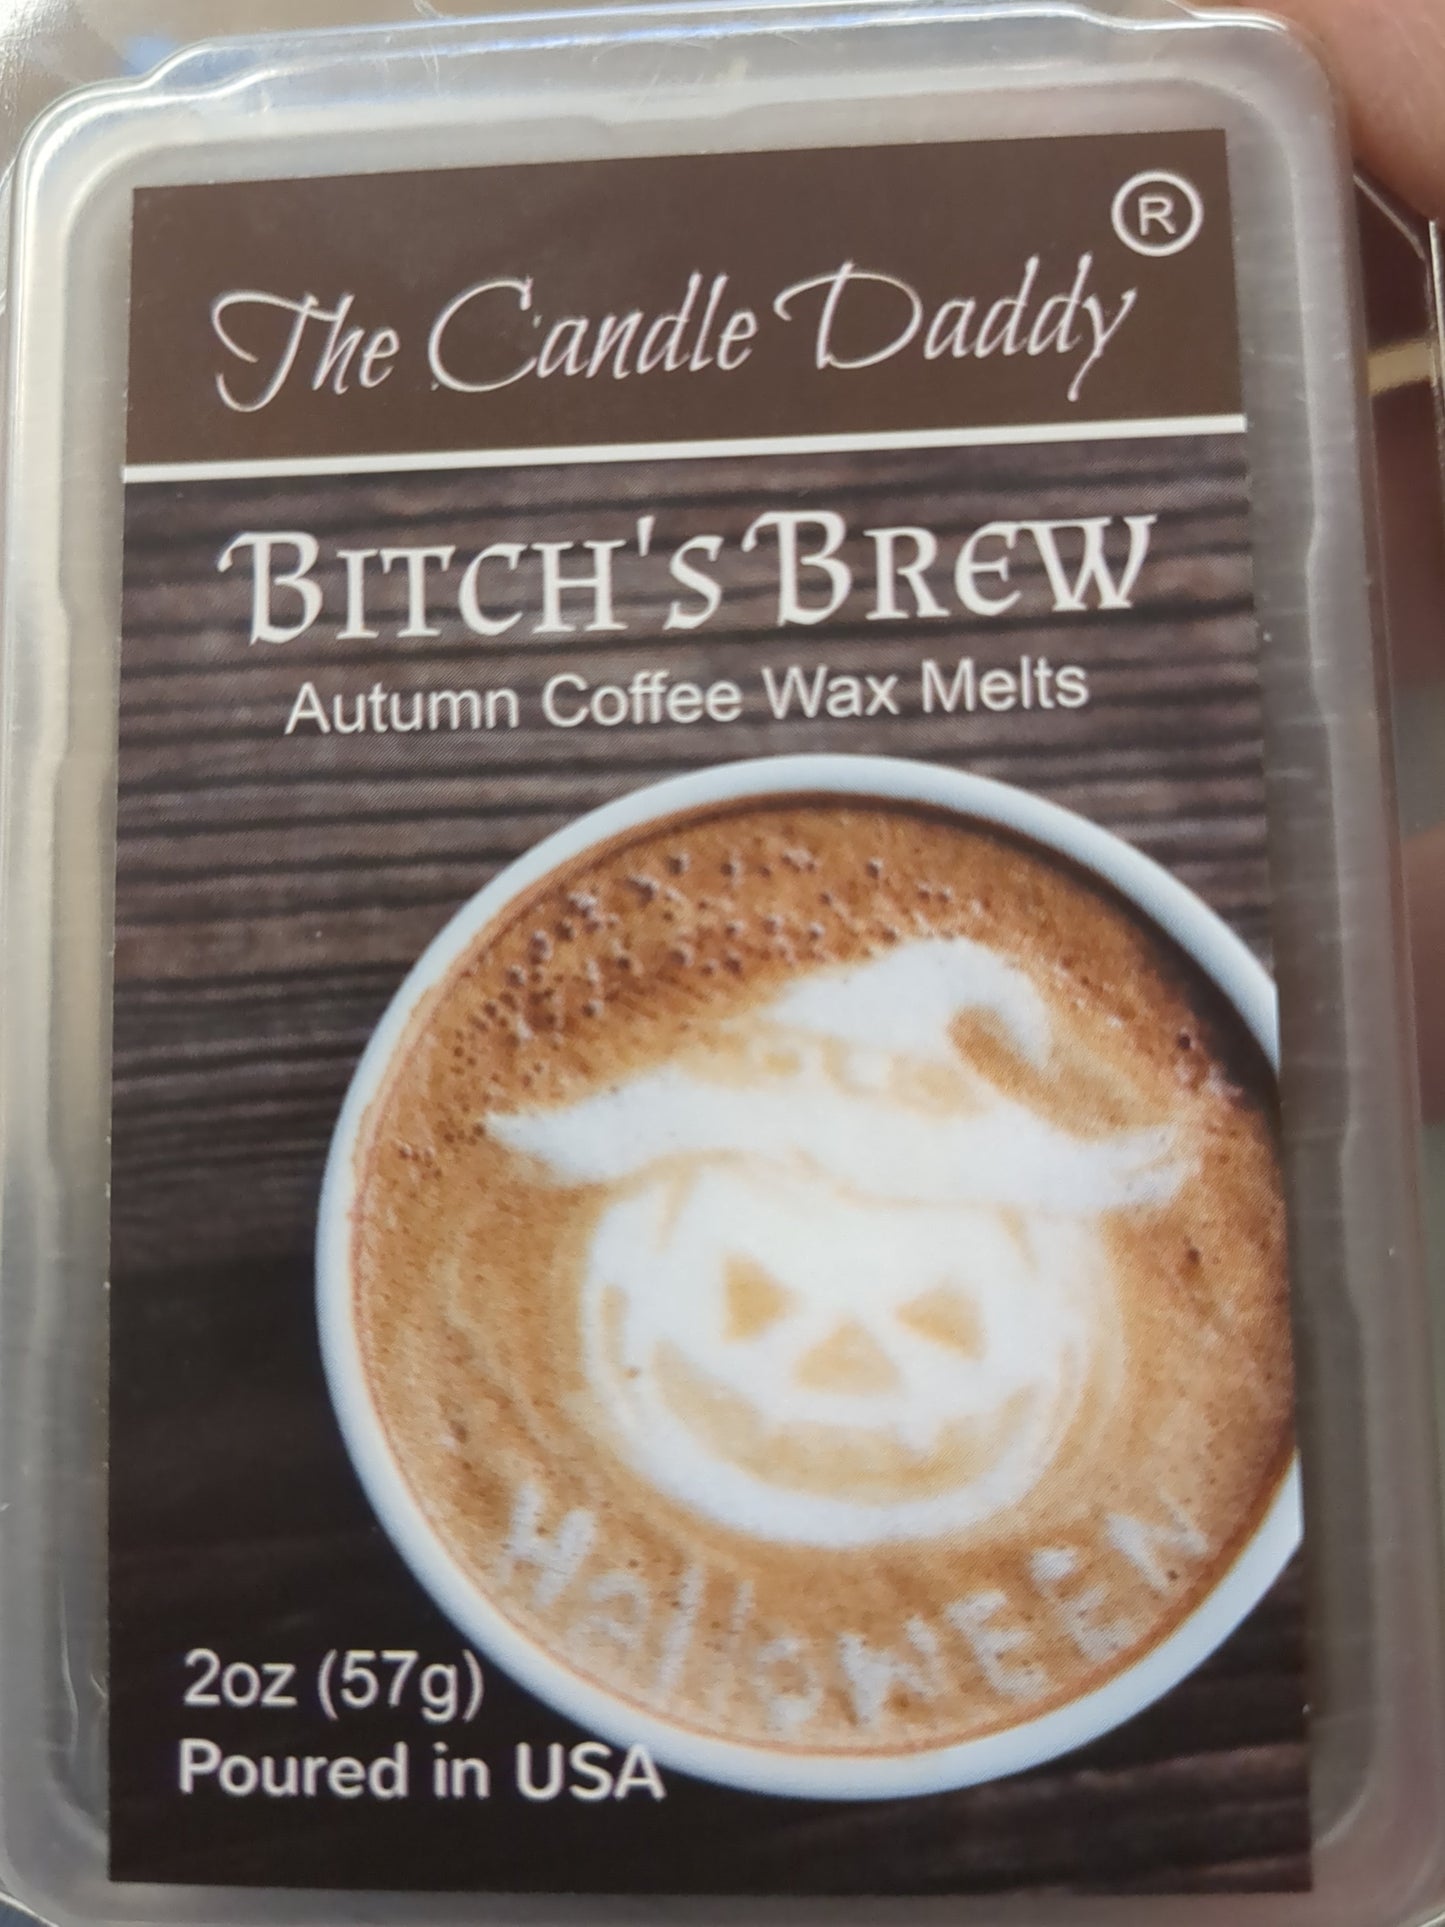 ®
The Candle Daddy
BITCH'S BREW
Autumn Coffee Wax Melts
HalloWEEN
2oz (57g)
Poured in USA